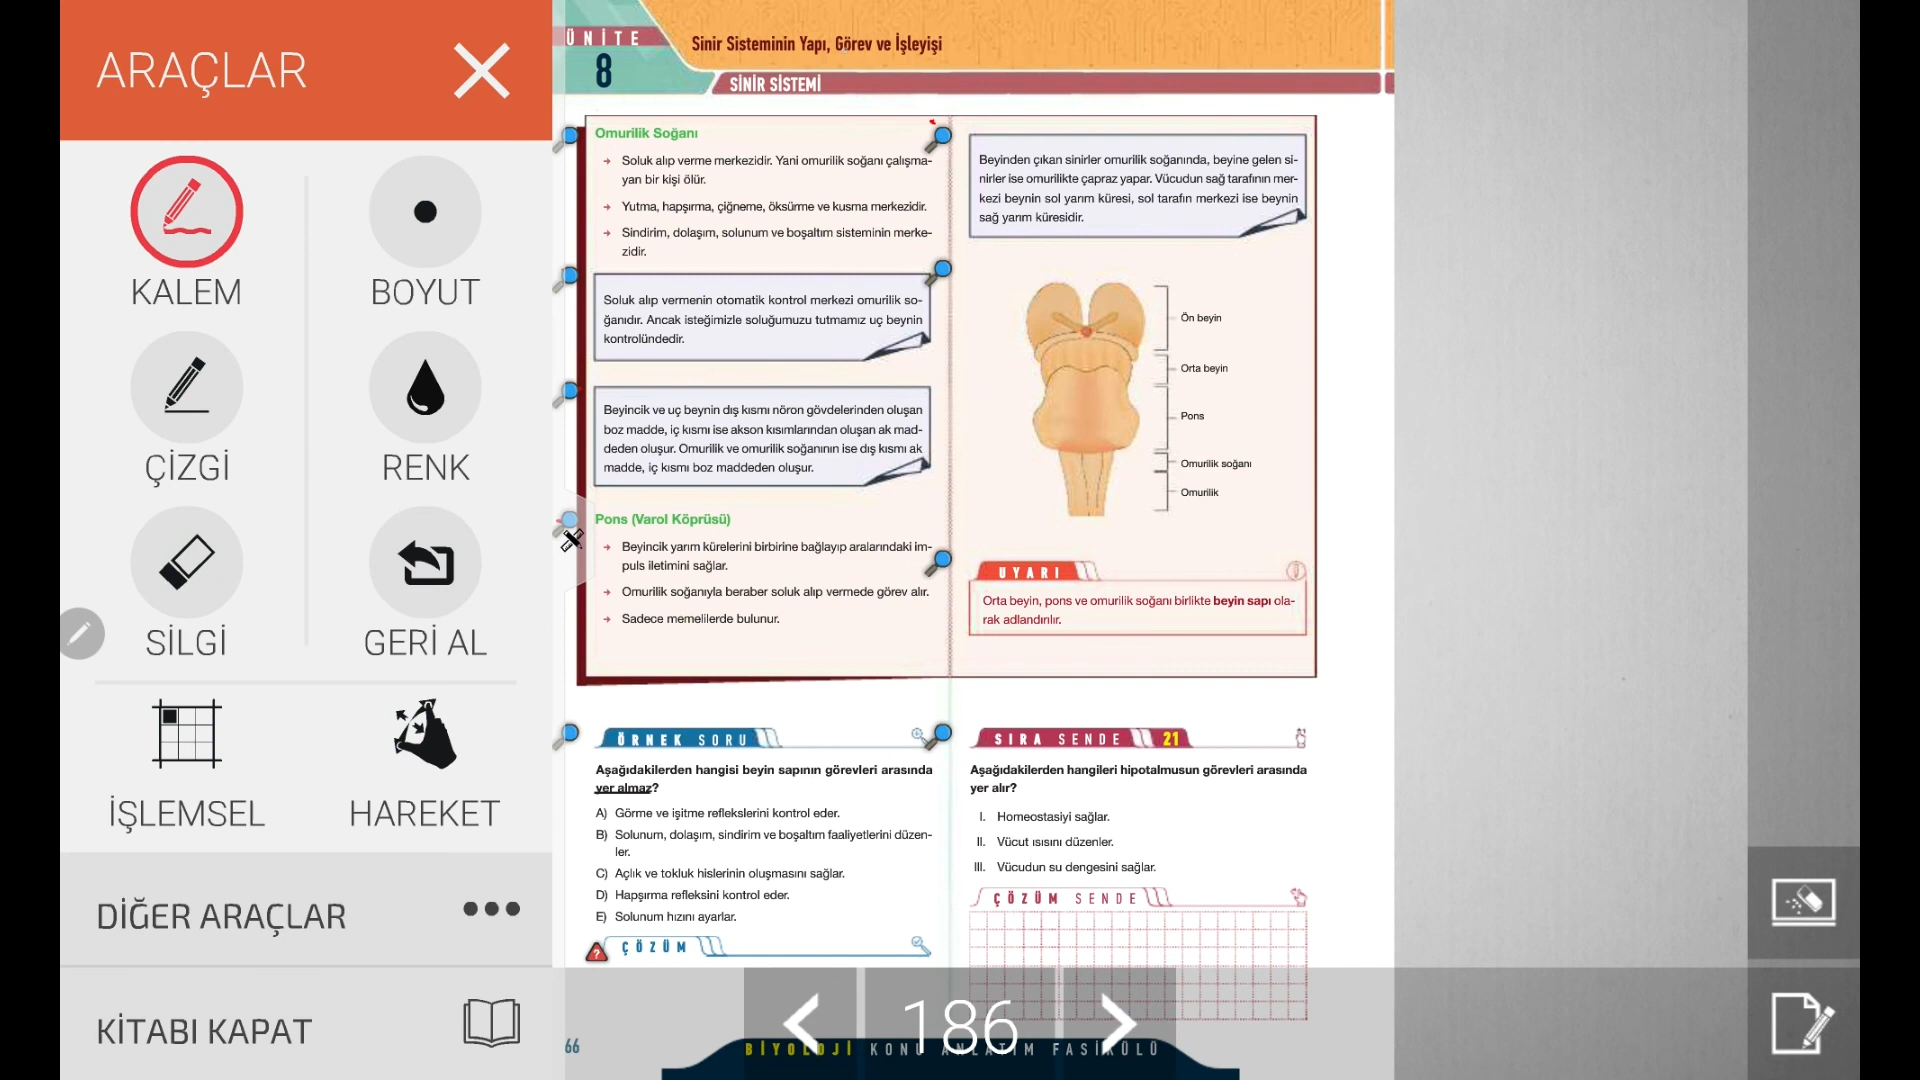 ARAÇLAR
KALEM
BOYUT
ÇİZGİ
RENK
SİLGİ
GERİ AL
İŞLEMSEL
HAREKET
DİĞER ARAÇLAR
KİTABI KAPAT
ÜNİTE
8
Sinir Sisteminin Yapı, Görev ve İşleyişi
SİNİR SİSTEMİ
Omurilik Soğanı
Soluk alıp verme merkezidir. Yani omurilik soğanı çalışma-
yan bir kişi ölür.
Yutma, hapşırma, çiğneme, öksürme ve kusma merkezidir.
Sindirim, dolaşım, solunum ve boşaltım sisteminin merke-
zidir.
Soluk alıp vermenin otomatik kontrol merkezi omurilik so-
ğanıdır. Ancak isteğimizle soluğumuzu tutmamız uç beynin
kontrolündedir.
Beyincik ve uç beynin dış kısmı nöron gövdelerinden oluşan
boz madde, iç kısmı ise akson kısımlarından oluşan ak mad-
deden oluşur. Omurilik ve omurilik soğanının ise dış kısmı ak
madde, iç kısmı boz maddeden oluşur.
Pons (Varol Köprüsü)
Beyincik yarım kürelerini birbirine bağlayıp aralarındaki im-
puls iletimini sağlar.
Omurilik soğanıyla beraber soluk alıp vermede görev alır.
Sadece memelilerde bulunur.
Beyinden çıkan sinirler omurilik soğanında, beyine gelen si-
nirler ise omurilikte çapraz yapar. Vücudun sağ tarafının mer-
kezi beynin sol yarım küresi, sol tarafın merkezi ise beynin
sağ yarım küresidir.
Ön beyin
Orta beyin
Pons
Omurilik soğanı
Omurilik
UYARI
Orta beyin, pons ve omurilik soğanı birlikte beyin sapı ola-
rak adlandırılır.
ÖRNEK SORU
Aşağıdakilerden hangisi beyin sapının görevleri arasında
yer almaz?
A) Görme ve işitme reflekslerini kontrol eder.
B) Solunum, dolaşım, sindirim ve boşaltım faaliyetlerini düzen-
ler.
C) Açlık ve tokluk hislerinin oluşmasını sağlar.
D) Hapşırma refleksini kontrol eder.
E) Solunum hızını ayarlar.
ÇÖZÜM
SIRA SENDE 21
Aşağıdakilerden hangileri hipotalmusun görevleri arasında
yer alır?
I. Homeostasiyi sağlar.
II. Vücut ısısını düzenler.
III. Vücudun su dengesini sağlar.
ÇÖZÜM SENDE
186
66
BİYOLOJİ KONU ANLATIM FASİKÜLÜ